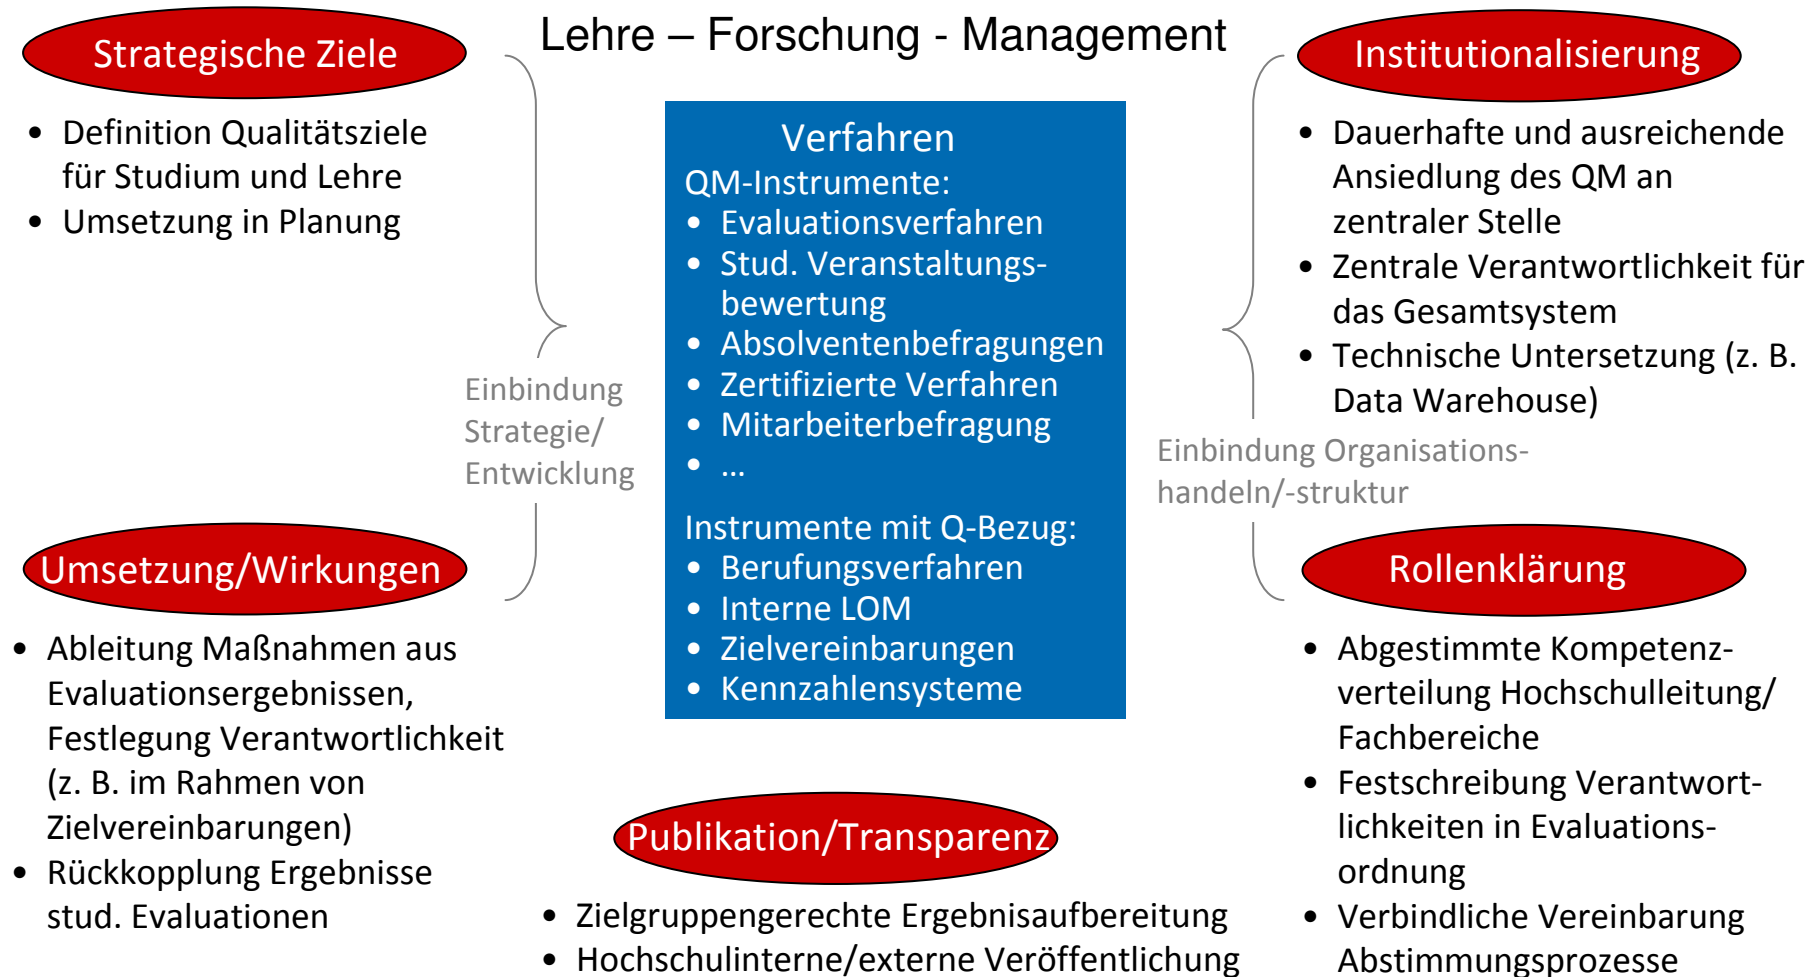 Lehre – Forschung - Management
Strategische Ziele
• Definition Qualitätsziele
für Studium und Lehre
• Umsetzung in Planung
Einbindung
Strategie/
Entwicklung
Umsetzung/Wirkungen
• Ableitung Maßnahmen aus
Evaluationsergebnissen,
Festlegung Verantwortlichkeit
(z. B. im Rahmen von
Zielvereinbarungen)
• Rückkopplung Ergebnisse
stud. Evaluationen
Verfahren
QM-Instrumente:
• Evaluationsverfahren
• Stud. Veranstaltungs-
bewertung
• Absolventenbefragungen
• Zertifizierte Verfahren
• Mitarbeiterbefragung
• ...
Instrumente mit Q-Bezug:
• Berufungsverfahren
• Interne LOM
• Zielvereinbarungen
• Kennzahlensysteme
Publikation/Transparenz
• Zielgruppengerechte Ergebnisaufbereitung
• Hochschulinterne/externe Veröffentlichung
Institutionalisierung
• Dauerhafte und ausreichende
Ansiedlung des QM an
zentraler Stelle
• Zentrale Verantwortlichkeit für
das Gesamtsystem
• Technische Untersetzung (z. B.
Data Warehouse)
Einbindung Organisations-
handeln/-struktur
Rollenklärung
• Abgestimmte Kompetenz-
verteilung Hochschulleitung/
Fachbereiche
• Festschreibung Verantwort-
lichkeiten in Evaluations-
ordnung
• Verbindliche Vereinbarung
Abstimmungsprozesse